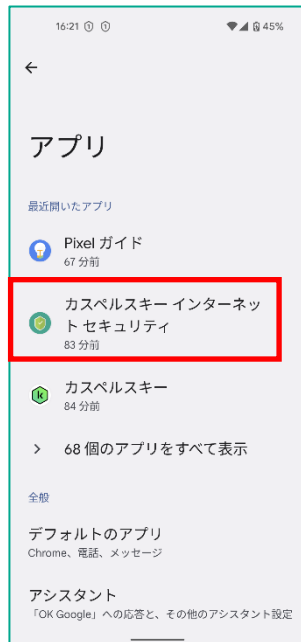 16:21 45%
アプリ
最近開いたアプリ
Pixel ガイド
67 分前
カスペルスキー インターネッ
ト セキュリティ
83 分前
カスペルスキー
84 分前
68 個のアプリをすべて表示
全般
デフォルトのアプリ
Chrome、電話、メッセージ
アシスタント
「OK Google」への応答と、その他のアシスタント設定